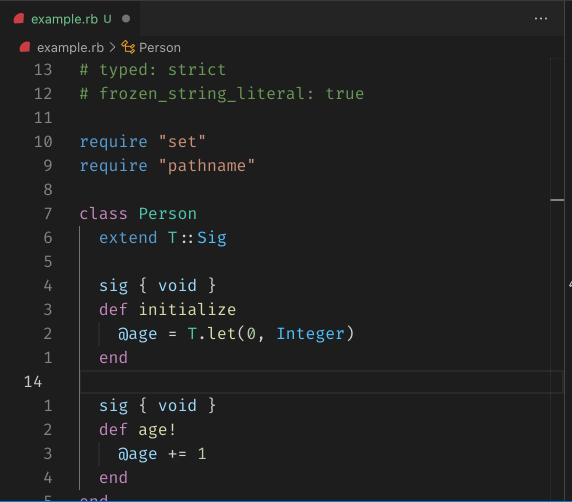 example.rb U ...
example.rb > Person
13 # typed: strict
12 # frozen_string_literal: true
11
10 require "set"
9 require "pathname"
8
7 class Person
6 extend T::Sig
5
4 sig { void }
3 def initialize
2 @age = T.let(0, Integer)
1 end
14
1 sig { void }
2 def age!
3 @age += 1
4 end
5 end